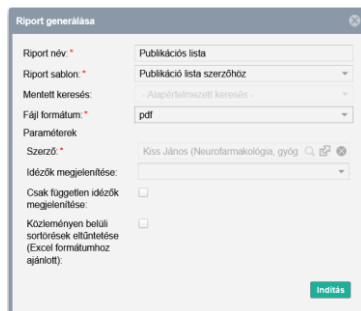 Riport generálása
Riport név: * Publikációs lista
Riport sablon: * Publikáció lista szerzőhöz
Mentett keresés: - Alapértelmezett keresés -
Fájl formátum: * pdf
Paraméterek
Szerző: * Kiss János (Neurofarmakológia, gyóg
Idézők megjelenítése:
Csak független idézők
megjelenítése:
Közleményen belüli
sortörések eltűntetése
(Excel formátumhoz
ajánlott):
Indítás